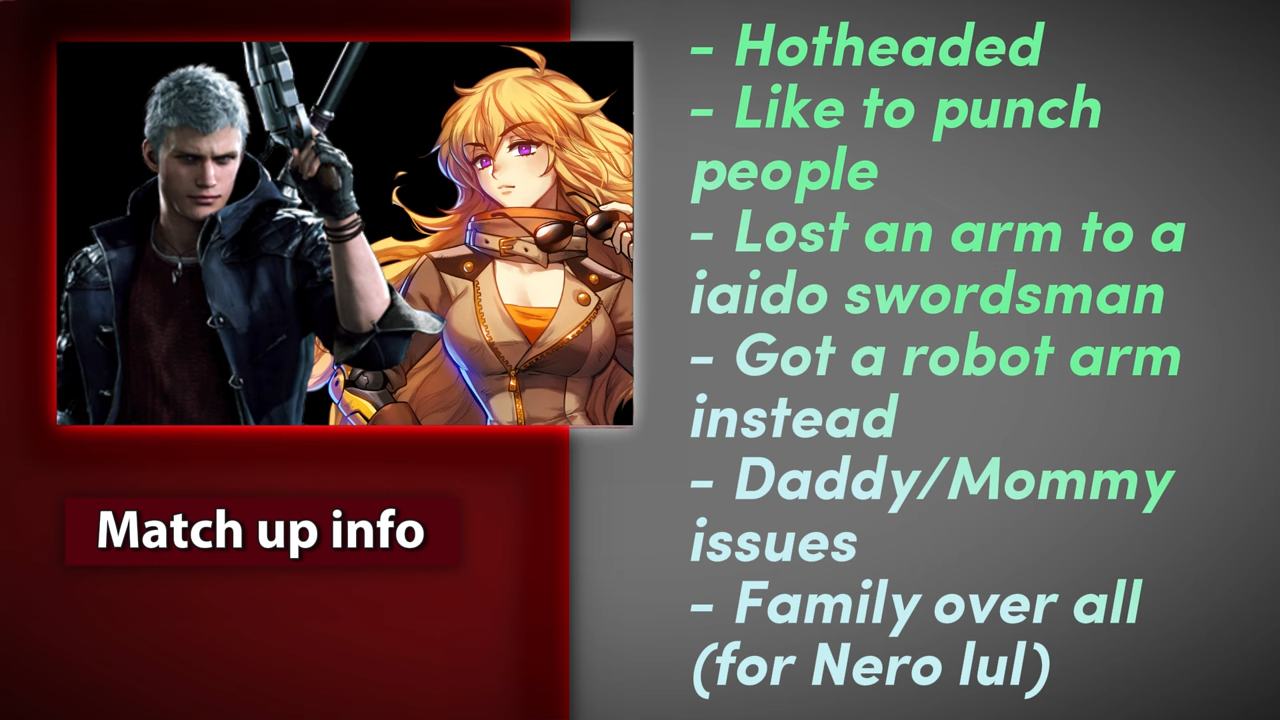 - Hotheaded
- Like to punch
people
- Lost an arm to a
iaido swordsman
- Got a robot arm
instead
- Daddy/Mommy
issues
- Family over all
(for Nero lul)
Match up info